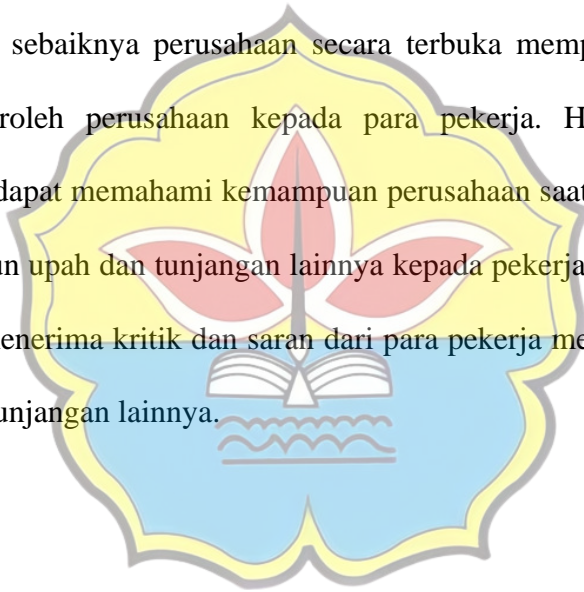 sebaiknya perusahaan secara terbuka memp
roleh perusahaan kepada para pekerja. H
dapat memahami kemampuan perusahaan saat
un upah dan tunjangan lainnya kepada pekerja
enerima kritik dan saran dari para pekerja me
unjangan lainnya.